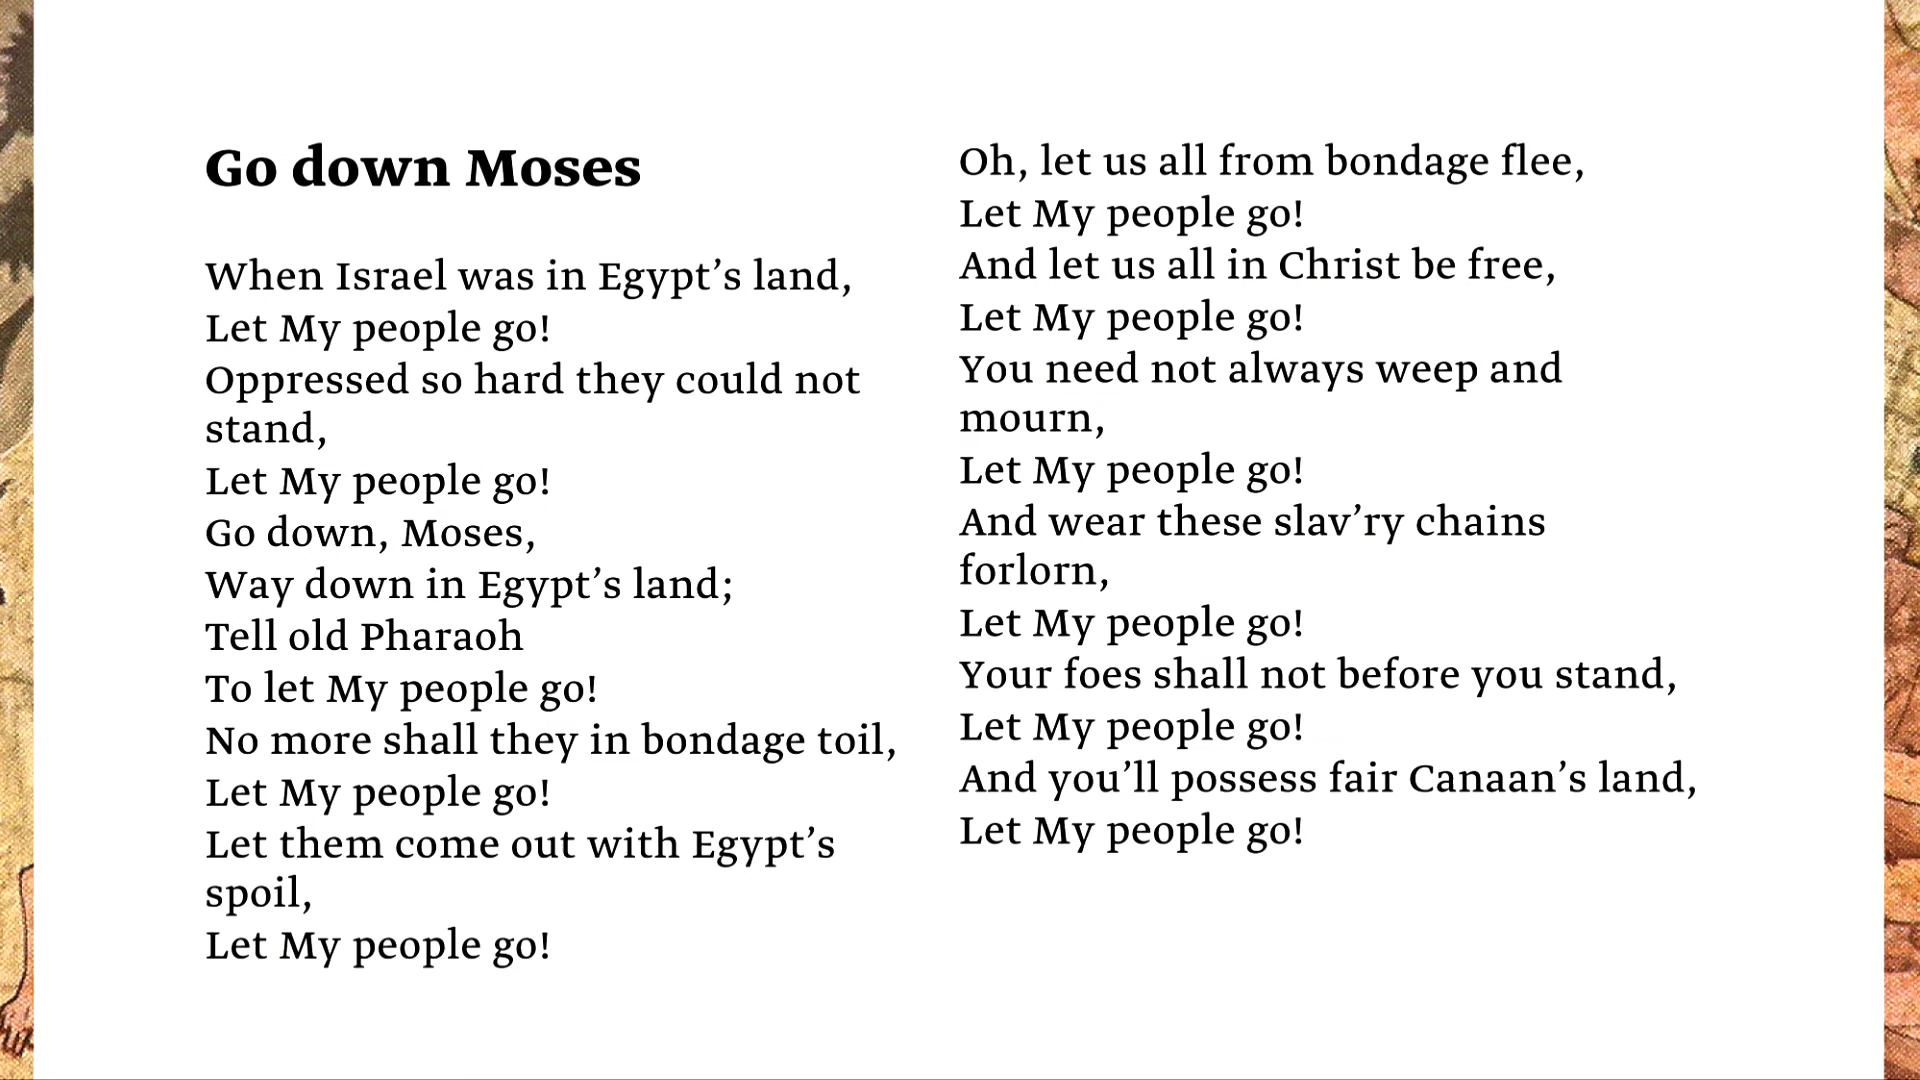 Go down Moses
When Israel was in Egypt’s land,
Let My people go!
Oppressed so hard they could not
stand,
Let My people go!
Go down, Moses,
Way down in Egypt’s land;
Tell old Pharaoh
To let My people go!
No more shall they in bondage toil,
Let My people go!
Let them come out with Egypt’s
spoil,
Let My people go!
Oh, let us all from bondage flee,
Let My people go!
And let us all in Christ be free,
Let My people go!
You need not always weep and
mourn,
Let My people go!
And wear these slav’ry chains
forlorn,
Let My people go!
Your foes shall not before you stand,
Let My people go!
And you’ll possess fair Canaan’s land,
Let My people go!